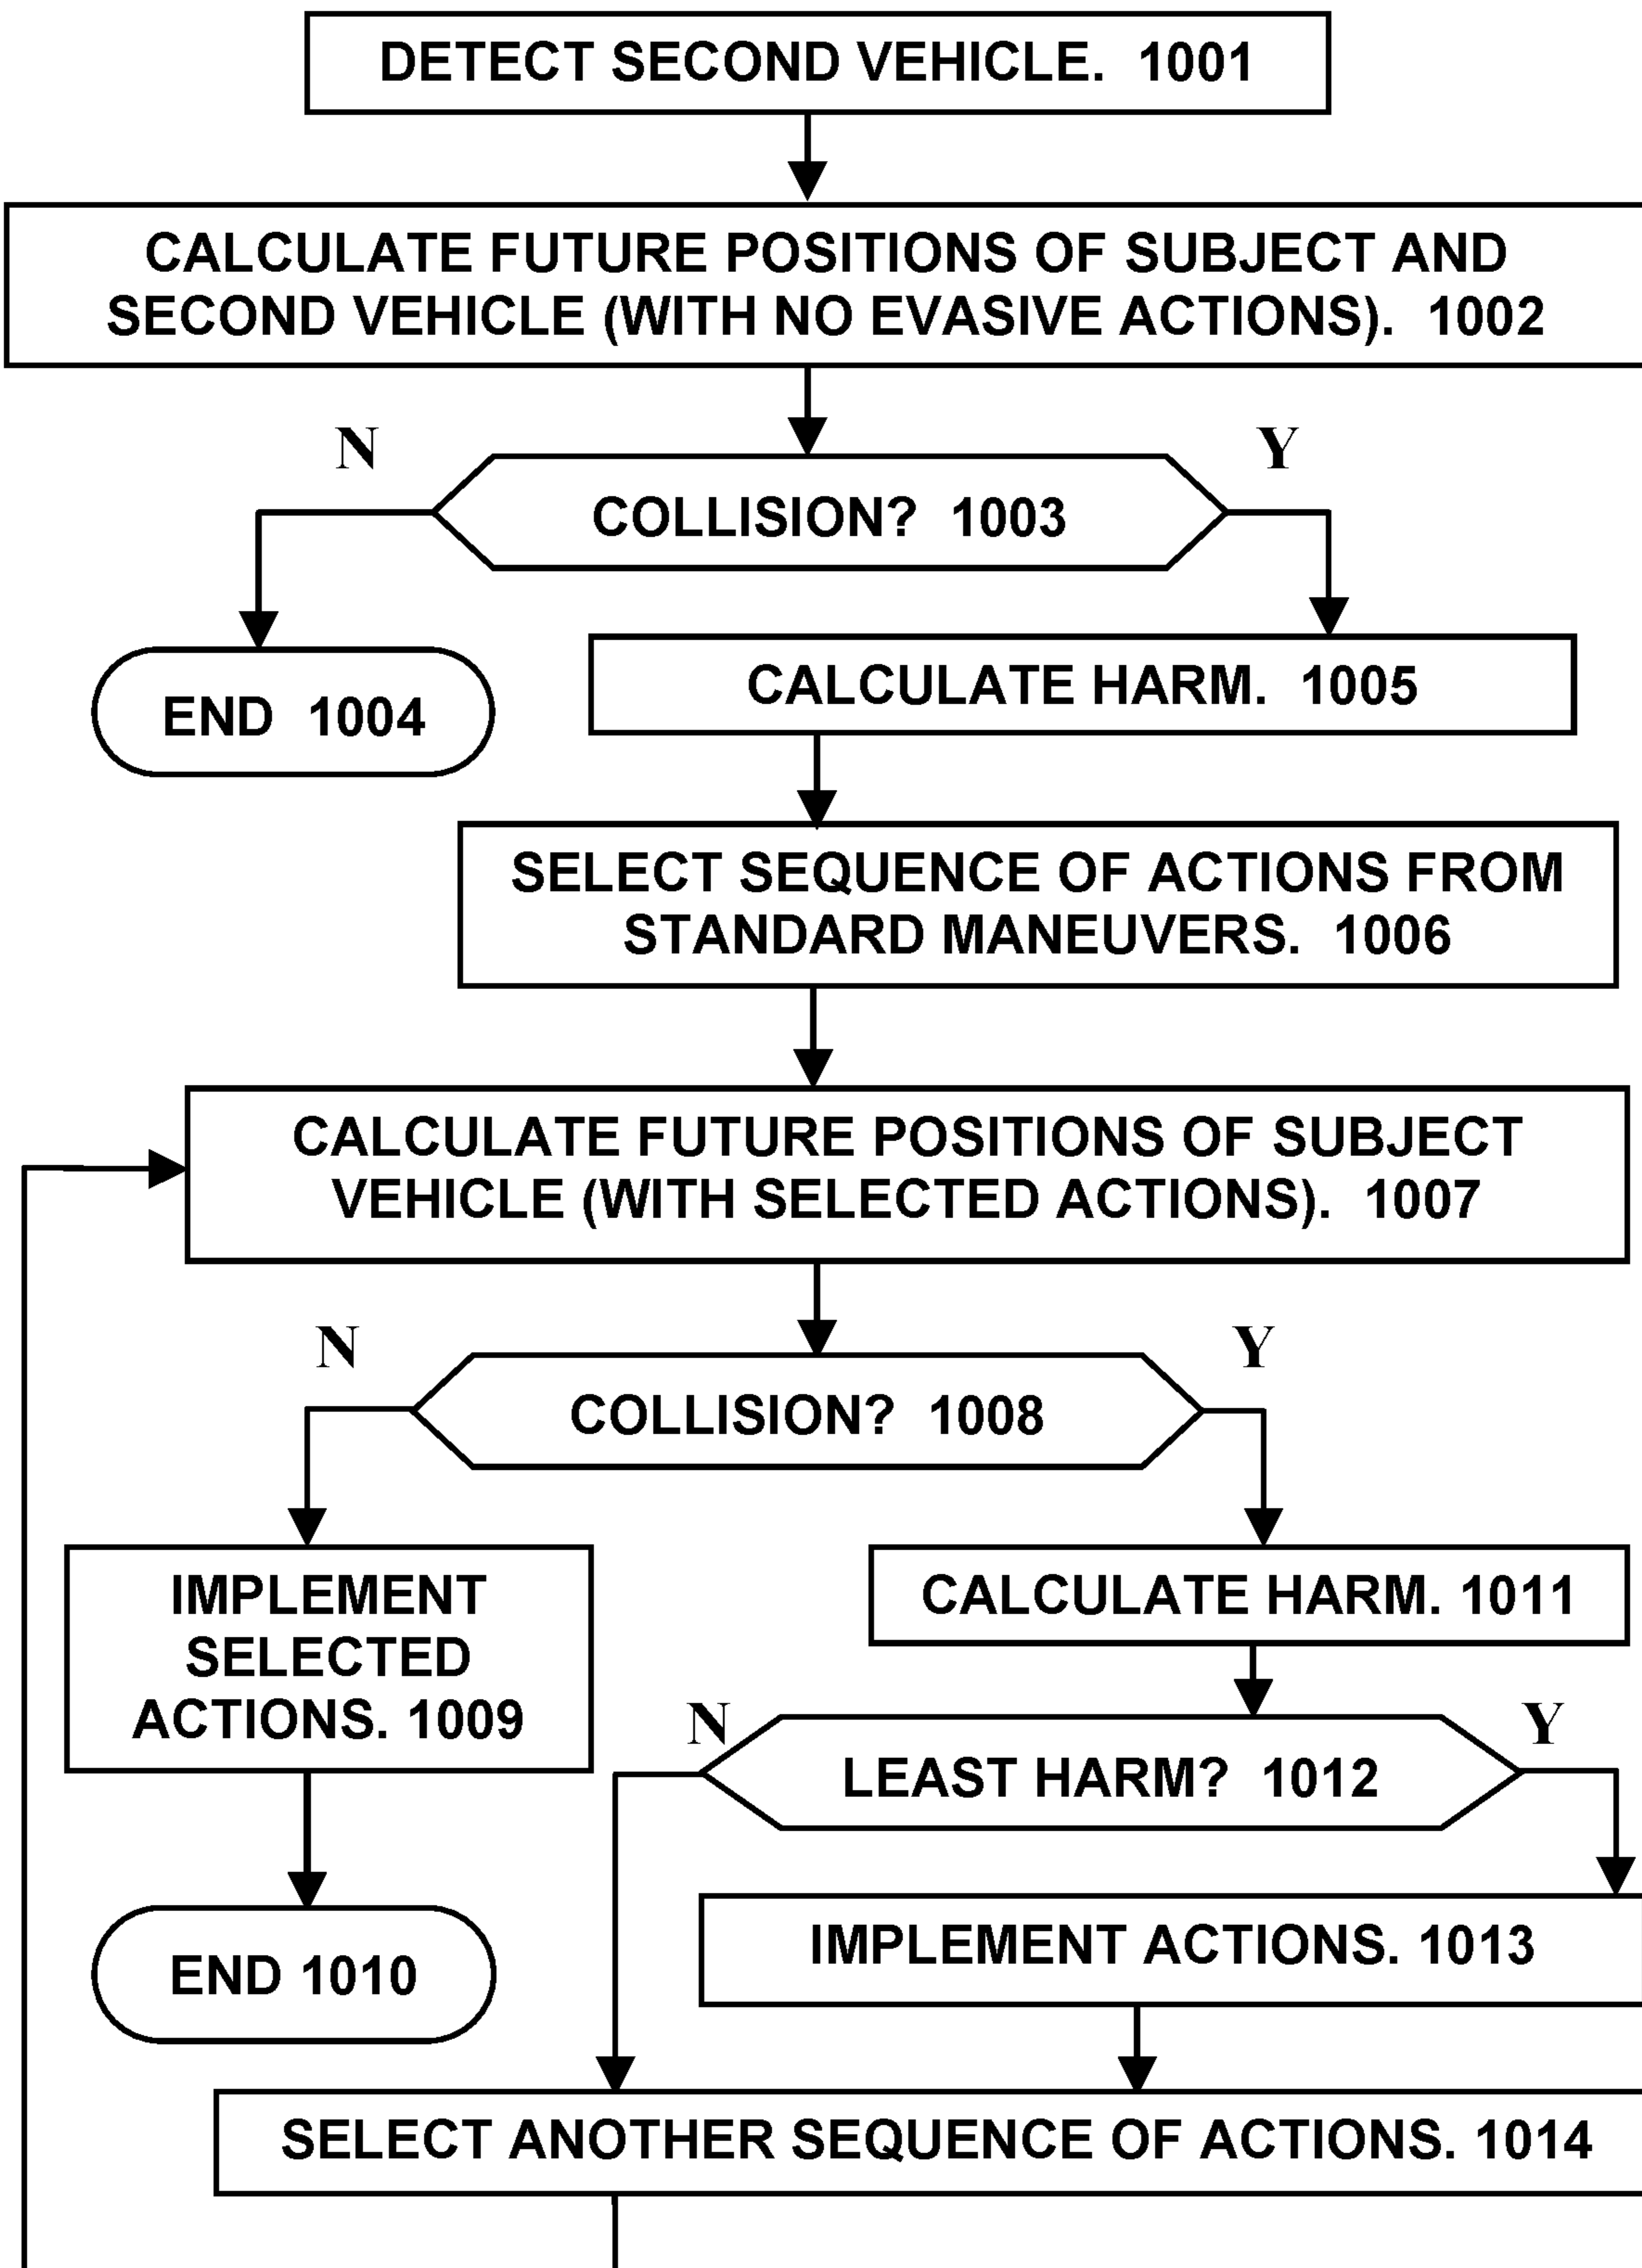 DETECT SECOND VEHICLE. 1001
CALCULATE FUTURE POSITIONS OF SUBJECT AND
SECOND VEHICLE (WITH NO EVASIVE ACTIONS). 1002
N
Y
COLLISION? 1003
END 1004
CALCULATE HARM. 1005
SELECT SEQUENCE OF ACTIONS FROM
STANDARD MANEUVERS. 1006
CALCULATE FUTURE POSITIONS OF SUBJECT
VEHICLE (WITH SELECTED ACTIONS). 1007
N
Y
COLLISION? 1008
IMPLEMENT
SELECTED
ACTIONS. 1009
CALCULATE HARM. 1011
N
Y
LEAST HARM? 1012
IMPLEMENT ACTIONS. 1013
END 1010
SELECT ANOTHER SEQUENCE OF ACTIONS. 1014